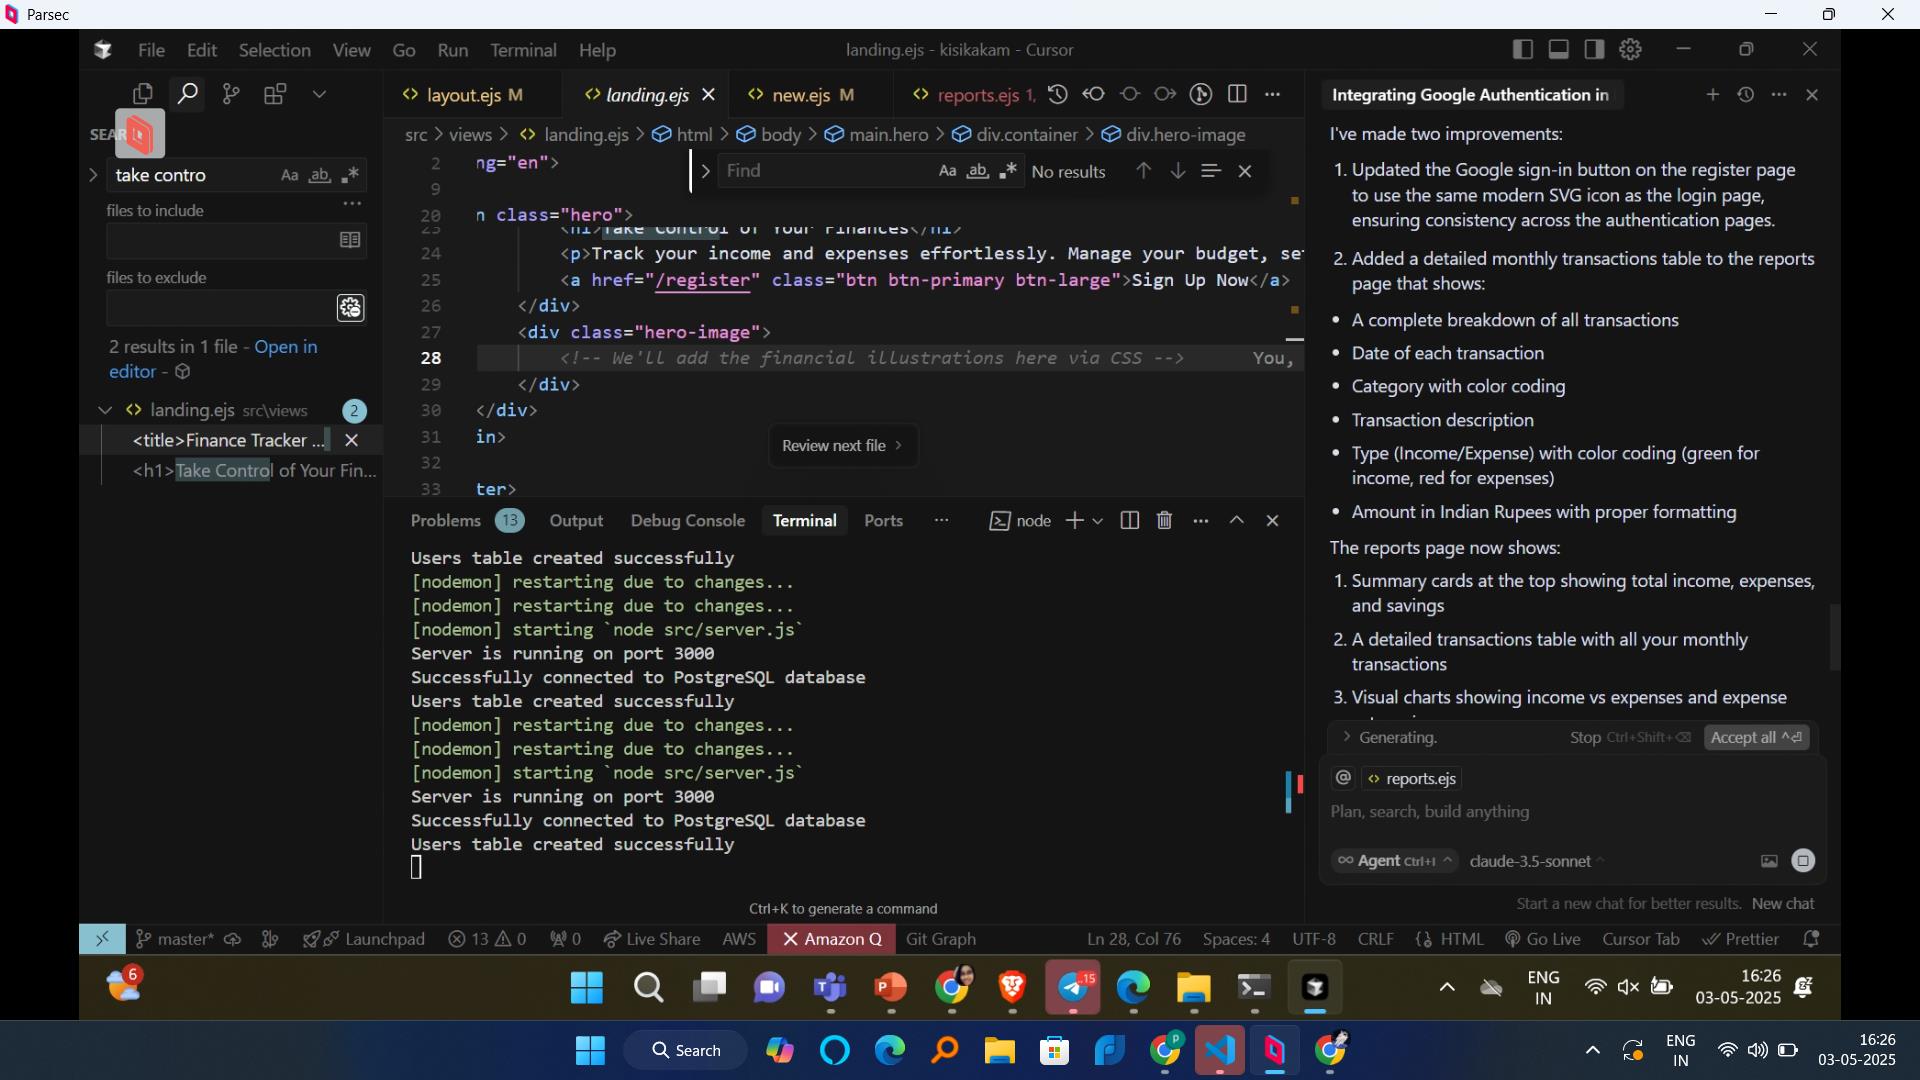 Parsec
File Edit Selection View Go Run Terminal Help
landing.ejs - kisikakam - Cursor
SEAR
take contro
Aa ab .*
files to include
files to exclude
2 results in 1 file - Open in
editor -
landing.ejs src\views 2
<title>Finance Tracker ...
<h1>Take Control of Your Fin...
layout.ejs M
landing.ejs
new.ejs M
reports.ejs 1,
src > views > landing.ejs > html > body > main.hero > div.container > div.hero-image
Find
Aa ab .* No results
2 ng="en">
9
20 n class="hero">
23 <h1>Take Control of Your Finances</h1>
24 <p>Track your income and expenses effortlessly. Manage your budget, se
25 <a href="/register" class="btn btn-primary btn-large">Sign Up Now</a>
26 </div>
27 <div class="hero-image">
28 <!-- We'll add the financial illustrations here via CSS --> You,
29 </div>
30 </div>
31 in>
32
33 ter>
Review next file >
Problems 13 Output Debug Console Terminal Ports ... node
Users table created successfully
[nodemon] restarting due to changes...
[nodemon] restarting due to changes...
[nodemon] starting `node src/server.js`
Server is running on port 3000
Successfully connected to PostgreSQL database
Users table created successfully
[nodemon] restarting due to changes...
[nodemon] restarting due to changes...
[nodemon] starting `node src/server.js`
Server is running on port 3000
Successfully connected to PostgreSQL database
Users table created successfully
Ctrl+K to generate a command
Integrating Google Authentication in
I've made two improvements:
1. Updated the Google sign-in button on the register page
to use the same modern SVG icon as the login page,
ensuring consistency across the authentication pages.
2. Added a detailed monthly transactions table to the reports
page that shows:
• A complete breakdown of all transactions
• Date of each transaction
• Category with color coding
• Transaction description
• Type (Income/Expense) with color coding (green for
income, red for expenses)
• Amount in Indian Rupees with proper formatting
The reports page now shows:
1. Summary cards at the top showing total income, expenses,
and savings
2. A detailed transactions table with all your monthly
transactions
3. Visual charts showing income vs expenses and expense
> Generating. Stop Ctrl+Shift+⌫ Accept all ^⏎
@ reports.ejs
Plan, search, build anything
∞ Agent Ctrl+I claude-3.5-sonnet
Start a new chat for better results. New chat
master* Launchpad 13 0 0 Live Share AWS Amazon Q Git Graph
Ln 28, Col 76 Spaces: 4 UTF-8 CRLF HTML Go Live Cursor Tab Prettier
6
15
ENG
IN
16:26
03-05-2025
Search
ENG
IN
16:26
03-05-2025